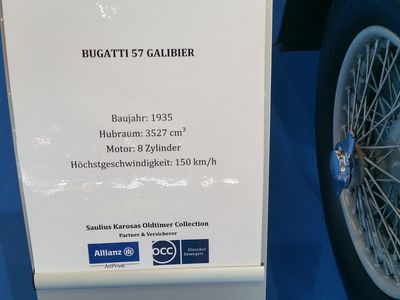 BUGATTI 57 GALIBIER
Baujahr: 1935
Hubraum: 3527 cm³
Motor: 8 Zylinder
Höchstgeschwindigkeit: 150 km/h
Saulius Karosas Oldtimer Collection
Partner & Versicherer
Allianz
ArtPrivat
OCC
Klassiker
bewegen.